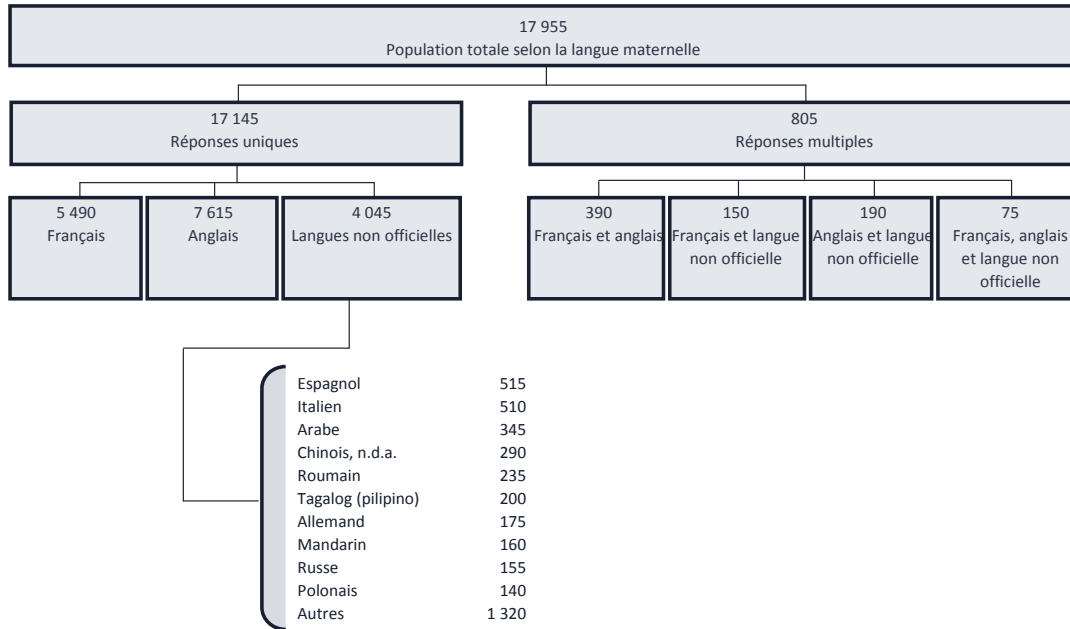 17 955
Population totale selon la langue maternelle
17 145
Réponses uniques
805
Réponses multiples
5 490
Français
7 615
Anglais
4 045
Langues non officielles
390
Français et anglais
150
Français et langue
non officielle
190
Anglais et langue
non officielle
75
Français, anglais
et langue non
officielle
Espagnol 515
Italien 510
Arabe 345
Chinois, n.d.a. 290
Roumain 235
Tagalog (pilipino) 200
Allemand 175
Mandarin 160
Russe 155
Polonais 140
Autres 1 320